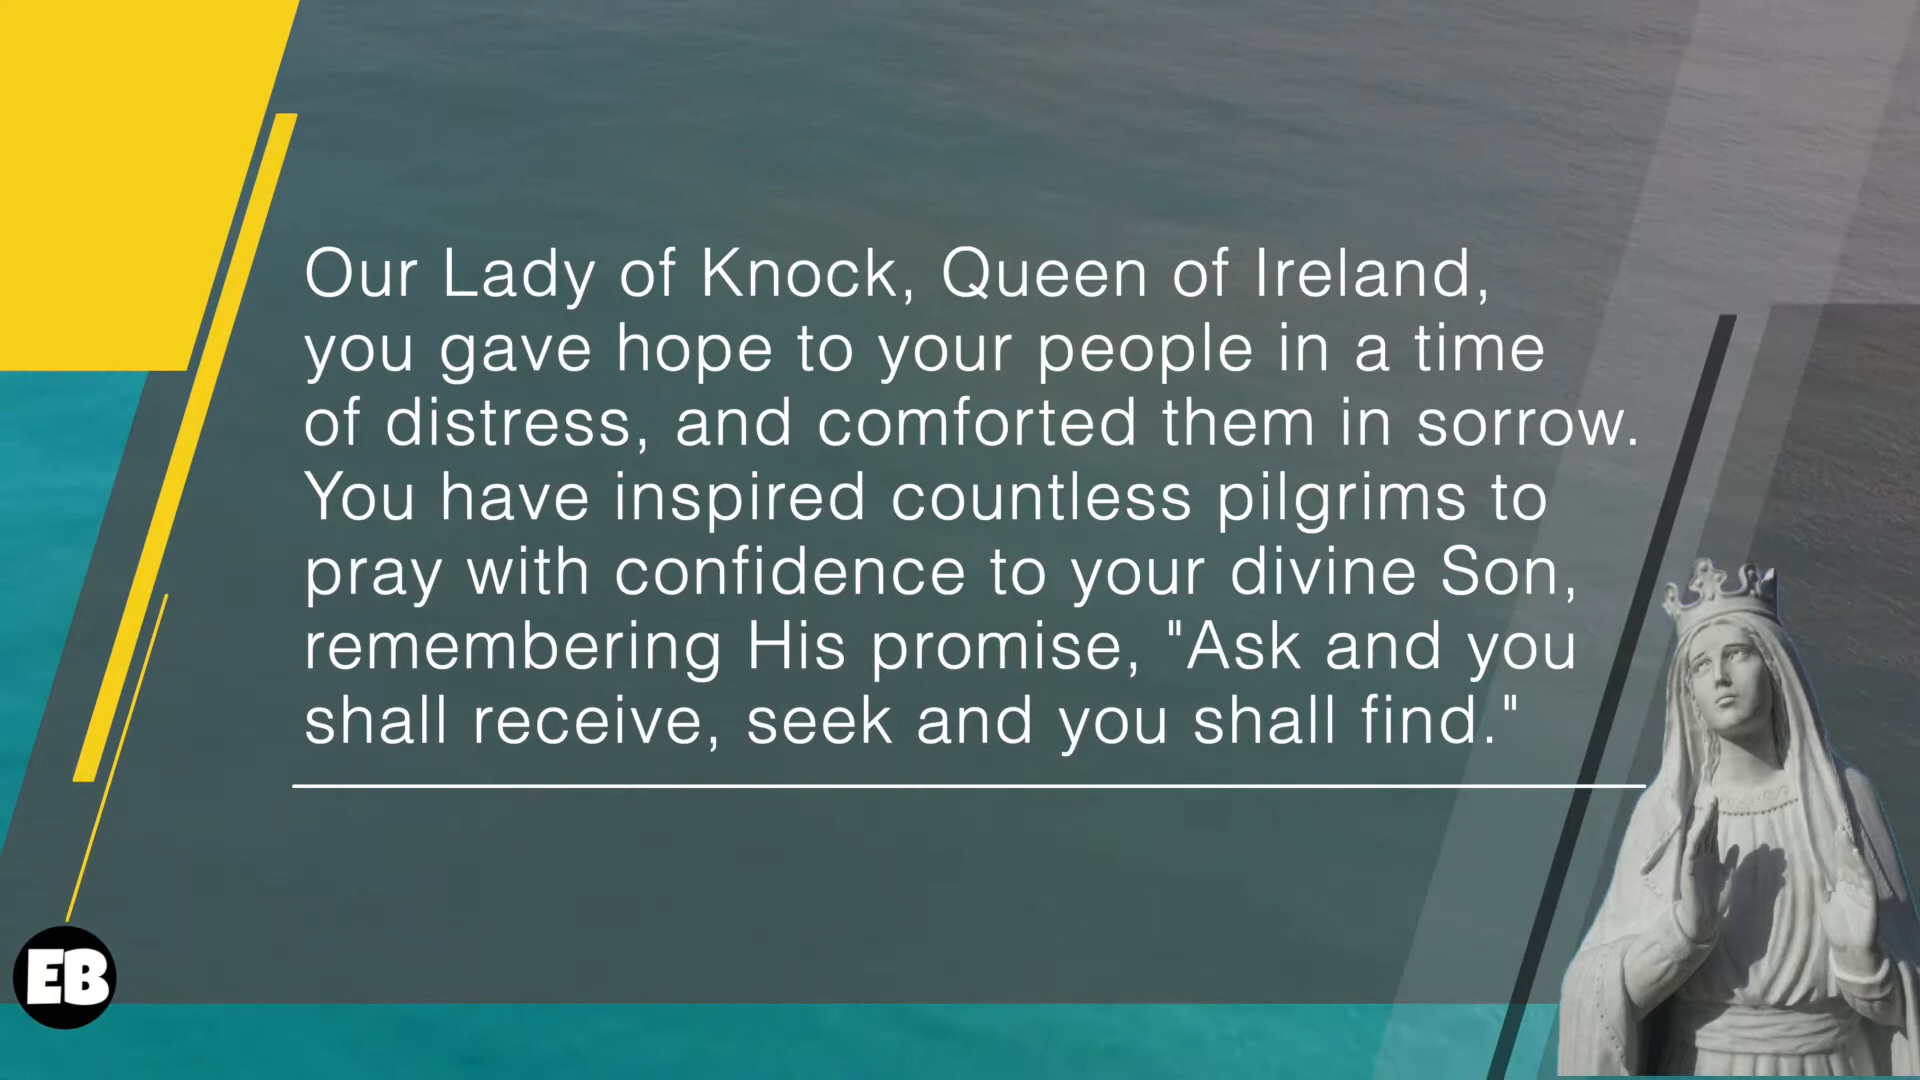 Our Lady of Knock, Queen of Ireland,
you gave hope to your people in a time
of distress, and comforted them in sorrow.
You have inspired countless pilgrims to
pray with confidence to your divine Son,
remembering His promise, "Ask and you
shall receive, seek and you shall find."
EB